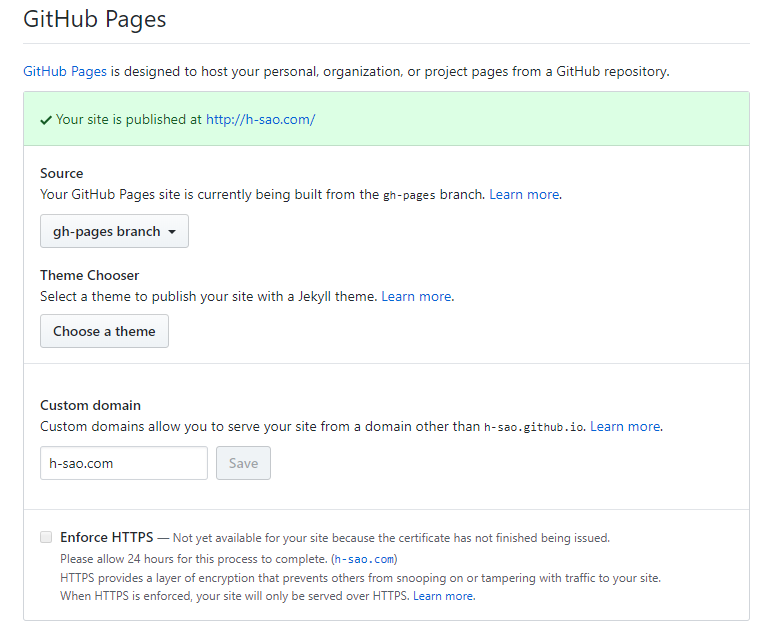 GitHub Pages
GitHub Pages is designed to host your personal, organization, or project pages from a GitHub repository.
Your site is published at http://h-sao.com/
Source
Your GitHub Pages site is currently being built from the gh-pages branch. Learn more.
gh-pages branch
Theme Chooser
Select a theme to publish your site with a Jekyll theme. Learn more.
Choose a theme
Custom domain
Custom domains allow you to serve your site from a domain other than h-sao.github.io. Learn more.
h-sao.com Save
Enforce HTTPS — Not yet available for your site because the certificate has not finished being issued.
Please allow 24 hours for this process to complete. (h-sao.com)
HTTPS provides a layer of encryption that prevents others from snooping on or tampering with traffic to your site.
When HTTPS is enforced, your site will only be served over HTTPS. Learn more.